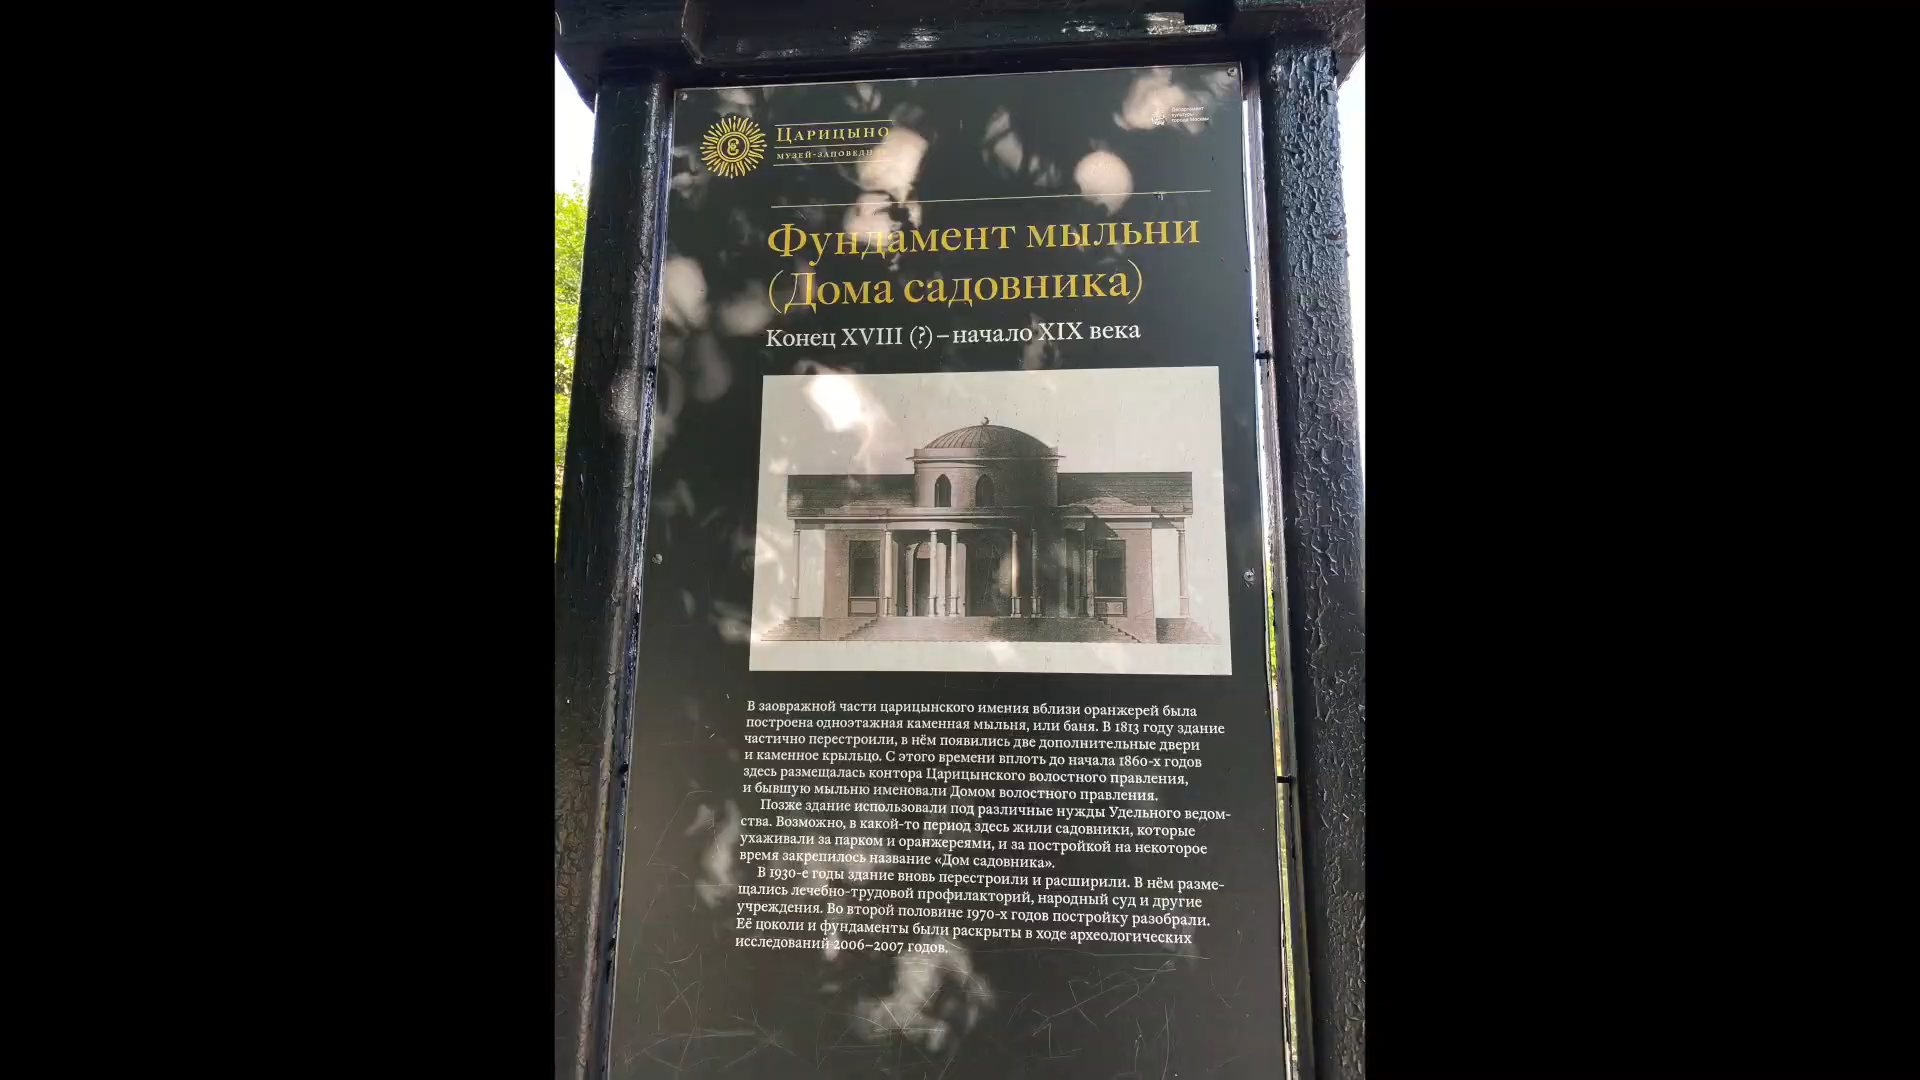 Царицыно
музей-заповедник
Департамент
культуры
города Москвы
Фундамент мыльни
(Дома садовника)
Конец XVIII (?) – начало XIX века
В заовражной части царицынского имения вблизи оранжерей была
построена одноэтажная каменная мыльня, или баня. В 1813 году здание
частично перестроили, в нём появились две дополнительные двери
и каменное крыльцо. С этого времени вплоть до начала 1860-х годов
здесь размещалась контора Царицынского волостного правления,
и бывшую мыльню именовали Домом волостного правления.
Позже здание использовали под различные нужды Удельного ведом-
ства. Возможно, в какой-то период здесь жили садовники, которые
ухаживали за парком и оранжереями, и за постройкой на некоторое
время закрепилось название «Дом садовника».
В 1930-е годы здание вновь перестроили и расширили. В нём разме-
щались лечебно-трудовой профилакторий, народный суд и другие
учреждения. Во второй половине 1970-х годов постройку разобрали.
Её цоколи и фундаменты были раскрыты в ходе археологических
исследований 2006–2007 годов.